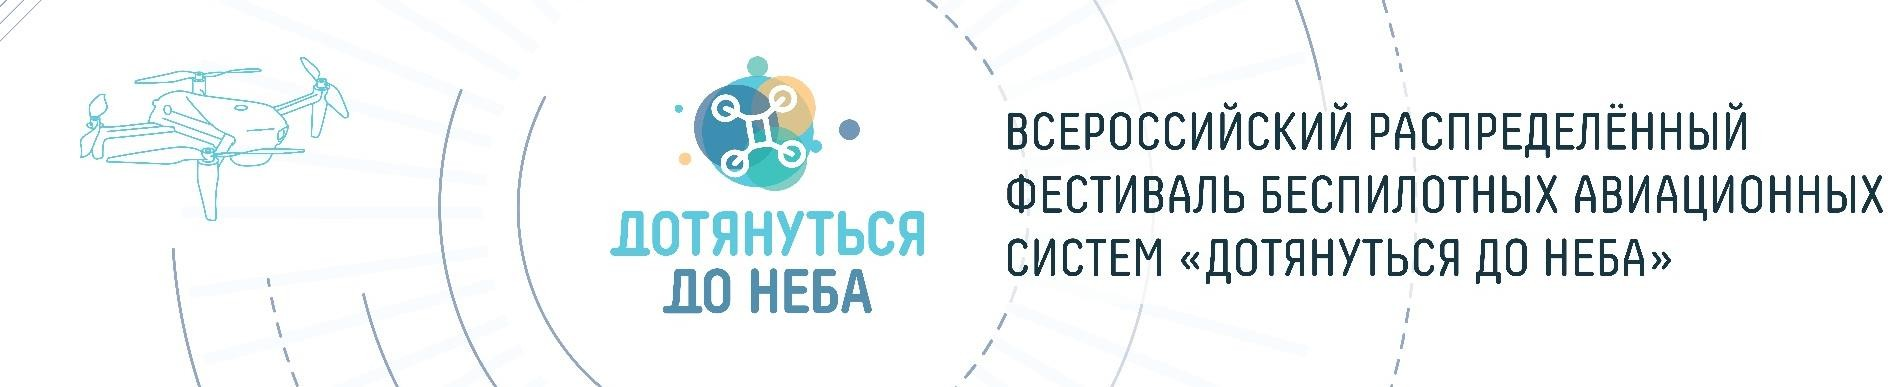 ДОТЯНУТЬСЯ
ДО НЕБА
ВСЕРОССИЙСКИЙ РАСПРЕДЕЛЁННЫЙ
ФЕСТИВАЛЬ БЕСПИЛОТНЫХ АВИАЦИОННЫХ
СИСТЕМ «ДОТЯНУТЬСЯ ДО НЕБА»